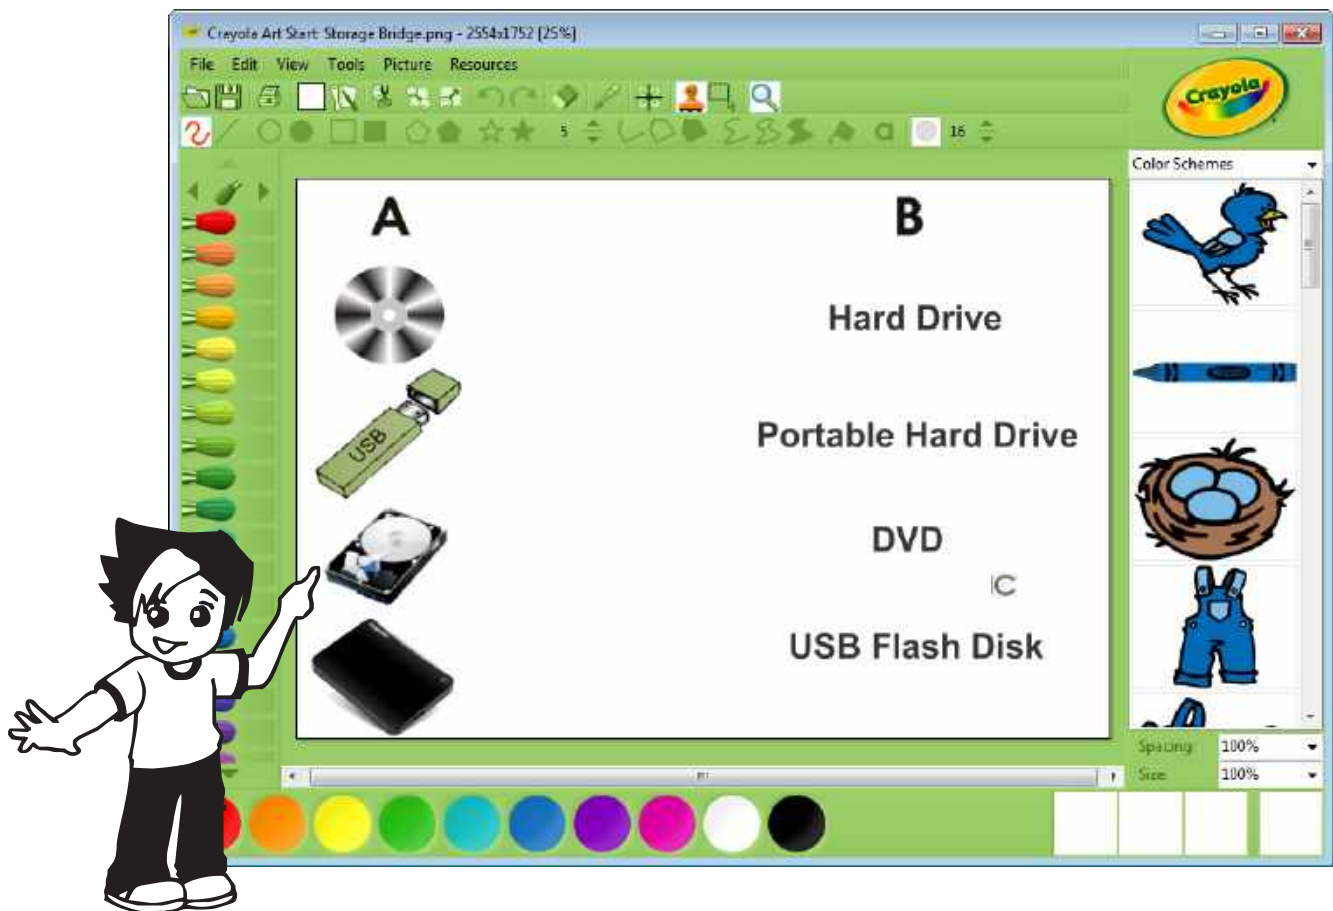 Crayola Art Start: Storage Bridge.png - 2554x1752 [25%]
File Edit View Tools Picture Resources
Crayola
5
a
16
Color Schemes
A
B
Hard Drive
USB
Portable Hard Drive
DVD
C
USB Flash Disk
Spacing: 100%
Size: 100%